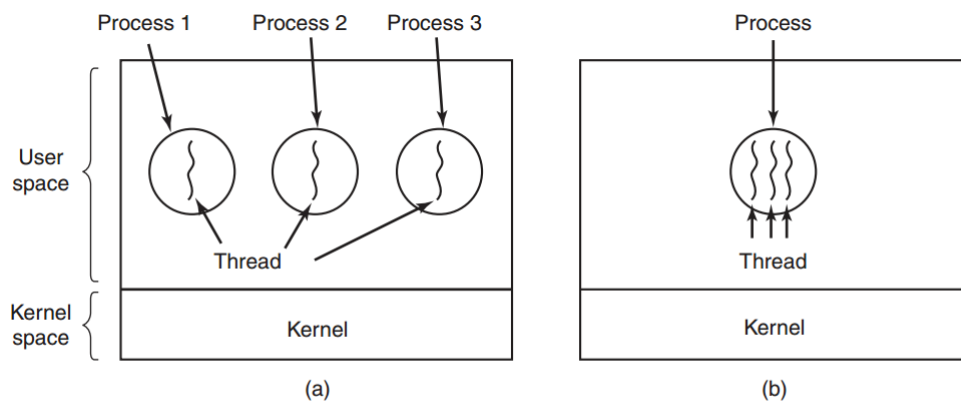 Process 1 Process 2 Process 3 Process
User
space
Thread Thread
Kernel
space
Kernel Kernel
(a) (b)